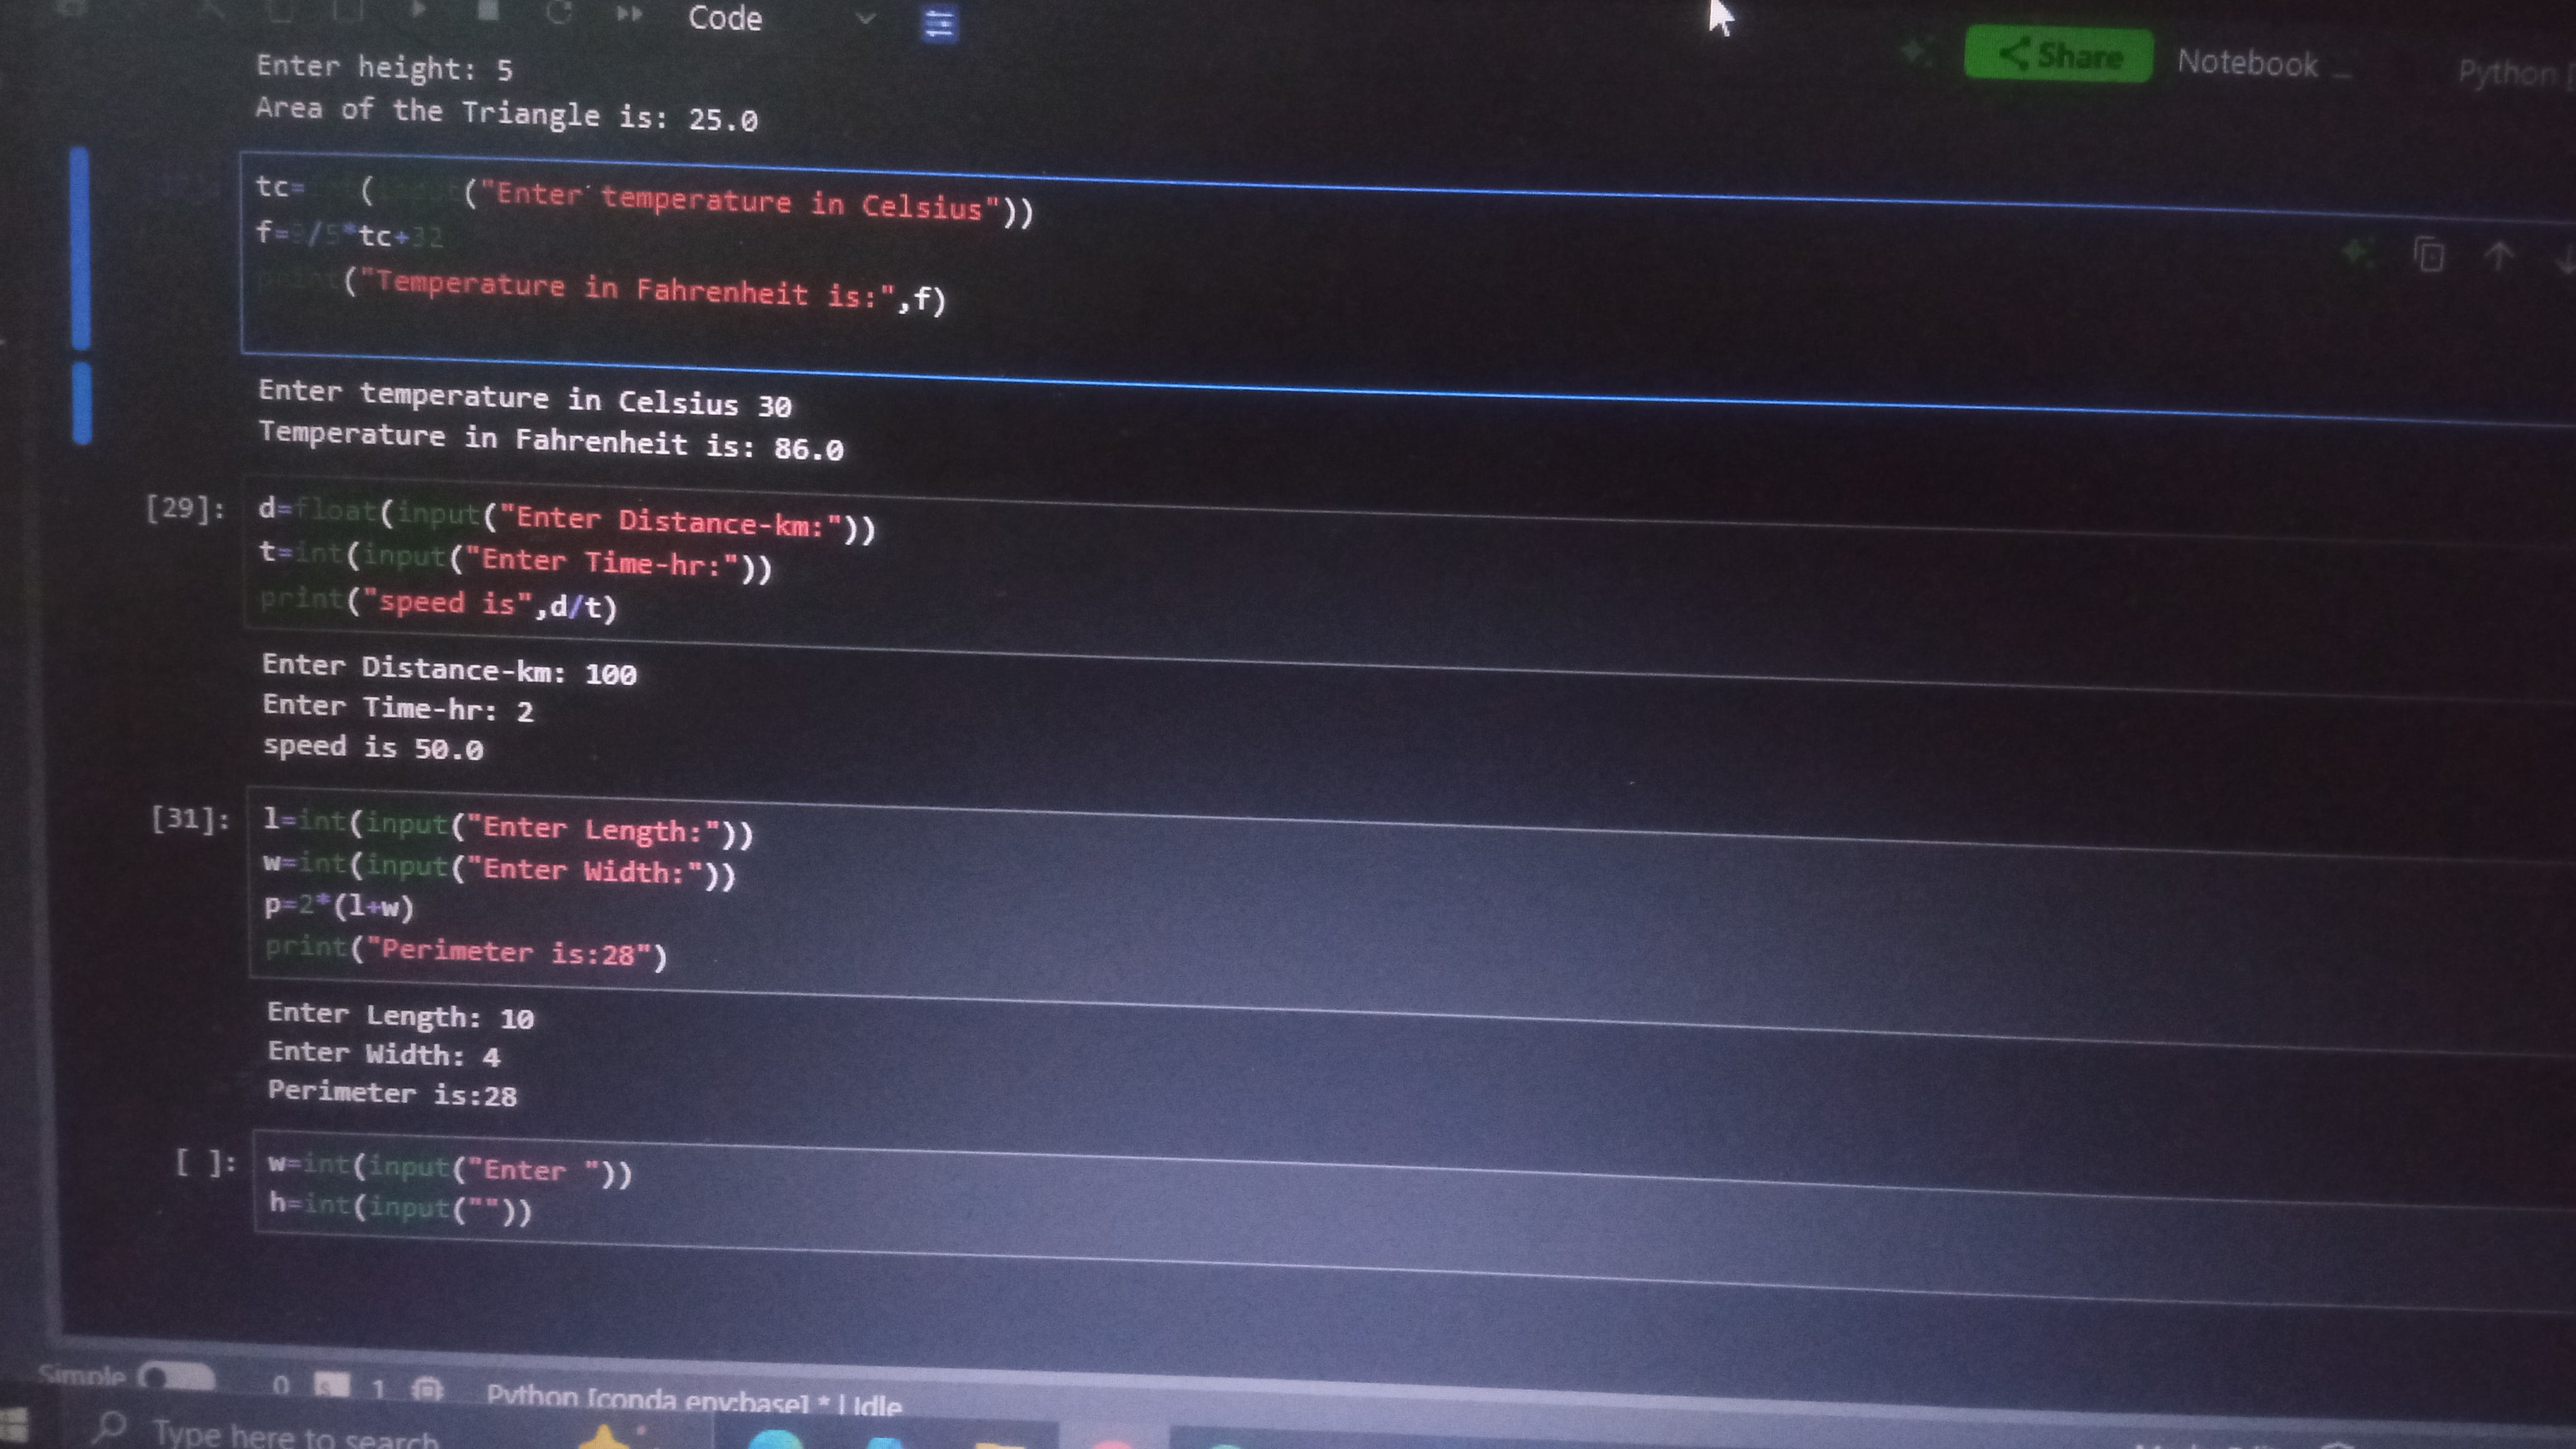 Code
Share
Notebook
Python [
Enter height: 5
Area of the Triangle is: 25.0
tc= (input("Enter temperature in Celsius"))
f=9/5*tc+32
print("Temperature in Fahrenheit is:",f)
Enter temperature in Celsius 30
Temperature in Fahrenheit is: 86.0
[29]: d=float(input("Enter Distance-km:"))
t=int(input("Enter Time-hr:"))
print("speed is",d/t)
Enter Distance-km: 100
Enter Time-hr: 2
speed is 50.0
[31]: l=int(input("Enter Length:"))
w=int(input("Enter Width:"))
p=2*(l+w)
print("Perimeter is:28")
Enter Length: 10
Enter Width: 4
Perimeter is:28
[ ]: w=int(input("Enter "))
h=int(input(""))
Simple 0 1 Python [conda env:base] * | Idle
Type here to search